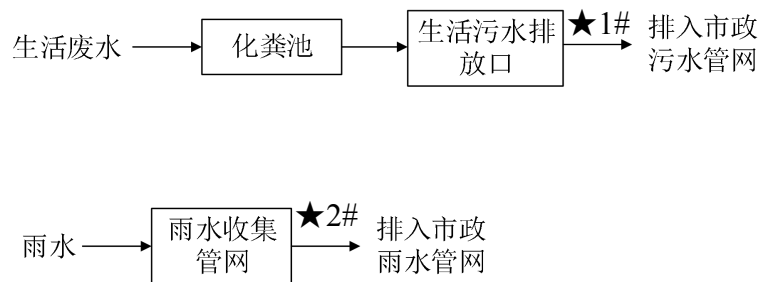 生活废水
化粪池
生活污水排
放口
★1#
排入市政
污水管网
雨水
雨水收集
管网
★2#
排入市政
雨水管网